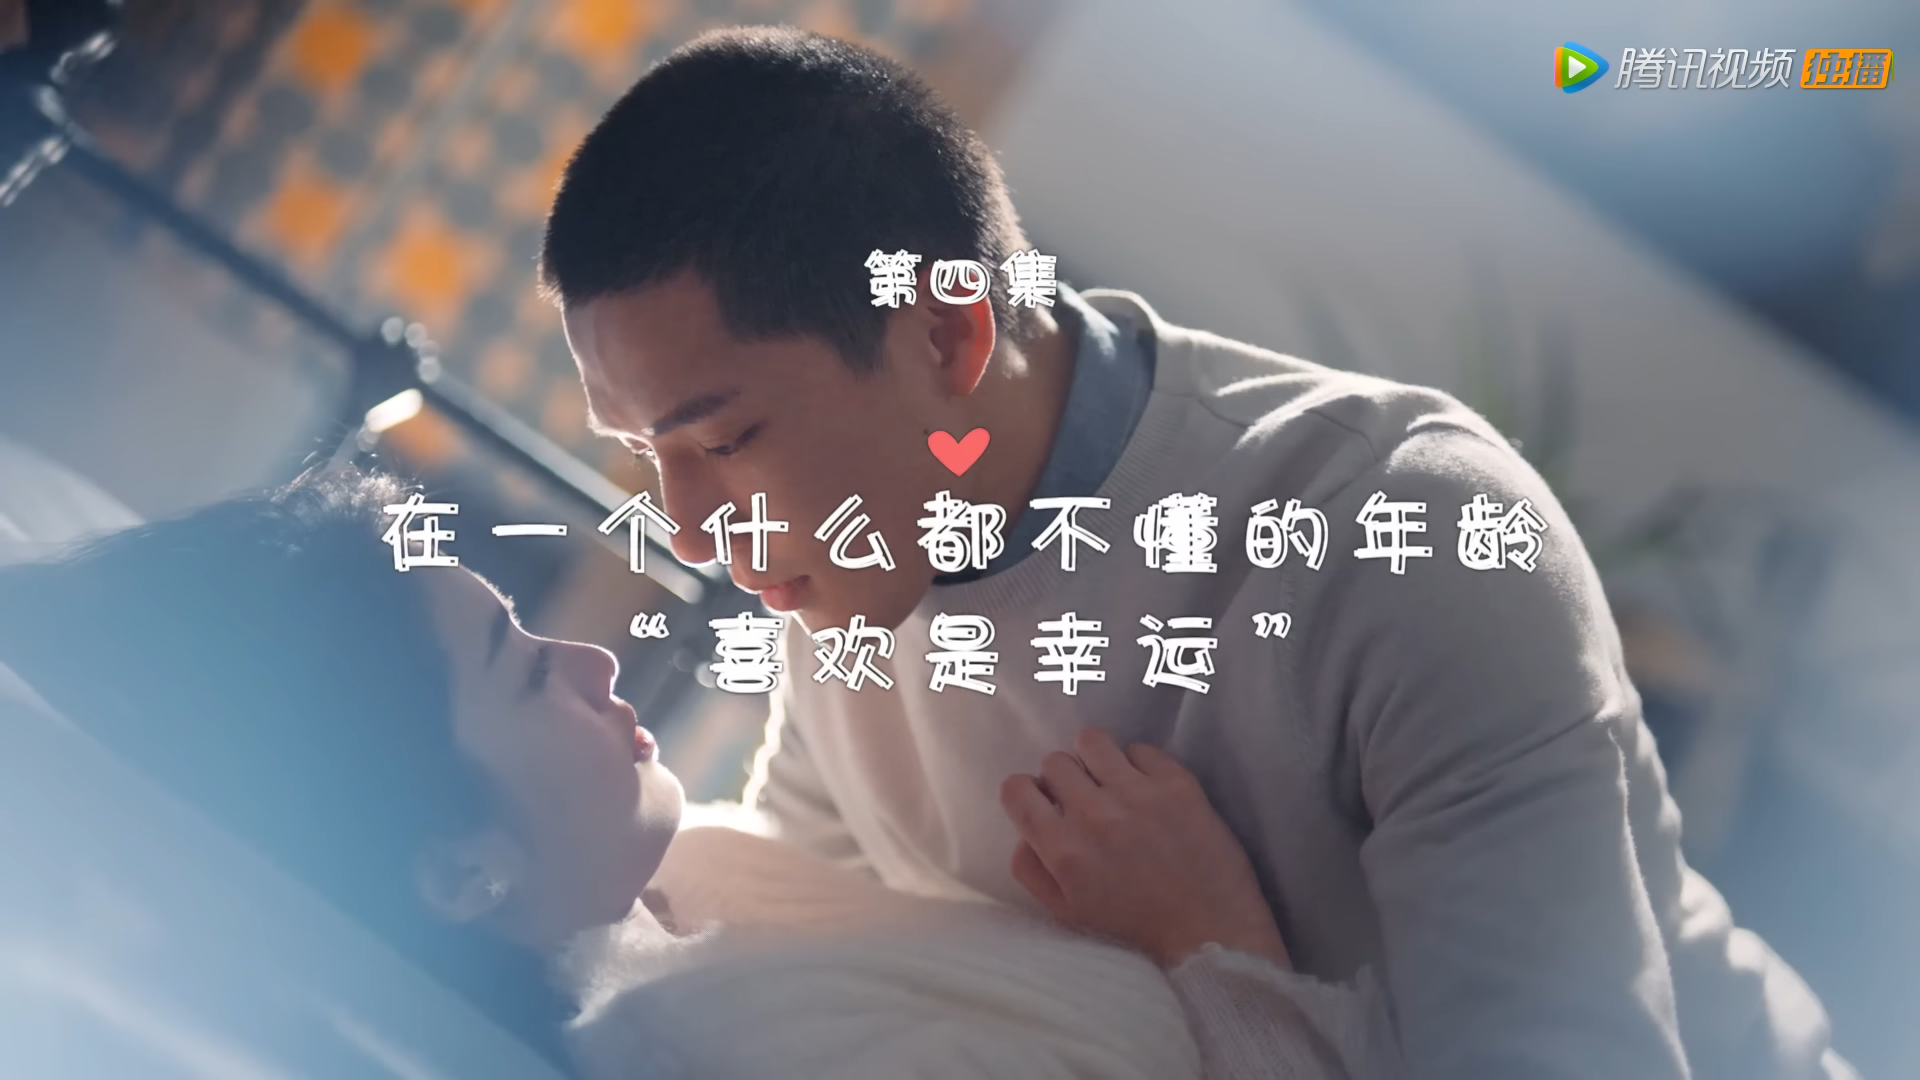 腾讯视频 独播
第四集
在一个什么都不懂的年龄
“喜欢是幸运”